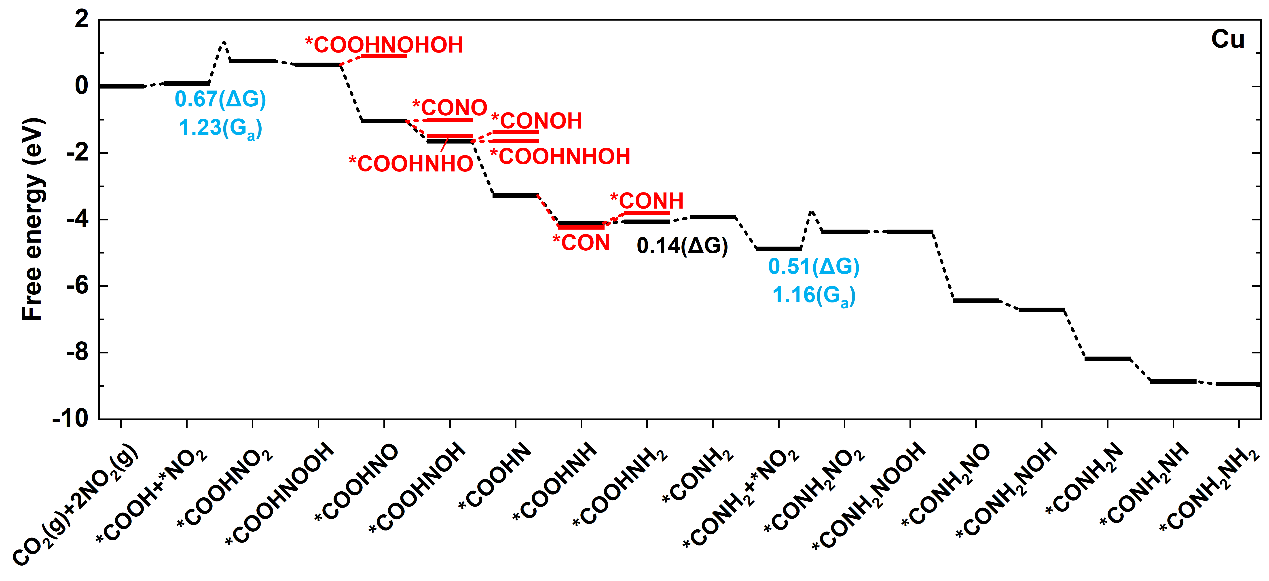 2
Cu
*COOHNOHOH
0
0.67(ΔG)
1.23(Gₐ)
*CONO
*CONOH
-2
*COOHNHO
*COOHNHOH
Free energy (eV)
*CONH
-4
*CON
0.14(ΔG)
0.51(ΔG)
1.16(Gₐ)
-6
-8
-10
CO₂(g)+2NO₂(g)
*COOH+*NO₂
*COOHNO₂
*COOHNOOH
*COOHNO
*COOHNOH
*COOHN
*COOHNH
*COOHNH₂
*CONH₂
*CONH₂+*NO₂
*CONH₂NO₂
*CONH₂NOOH
*CONH₂NO
*CONH₂NOH
*CONH₂N
*CONH₂NH
*CONH₂NH₂